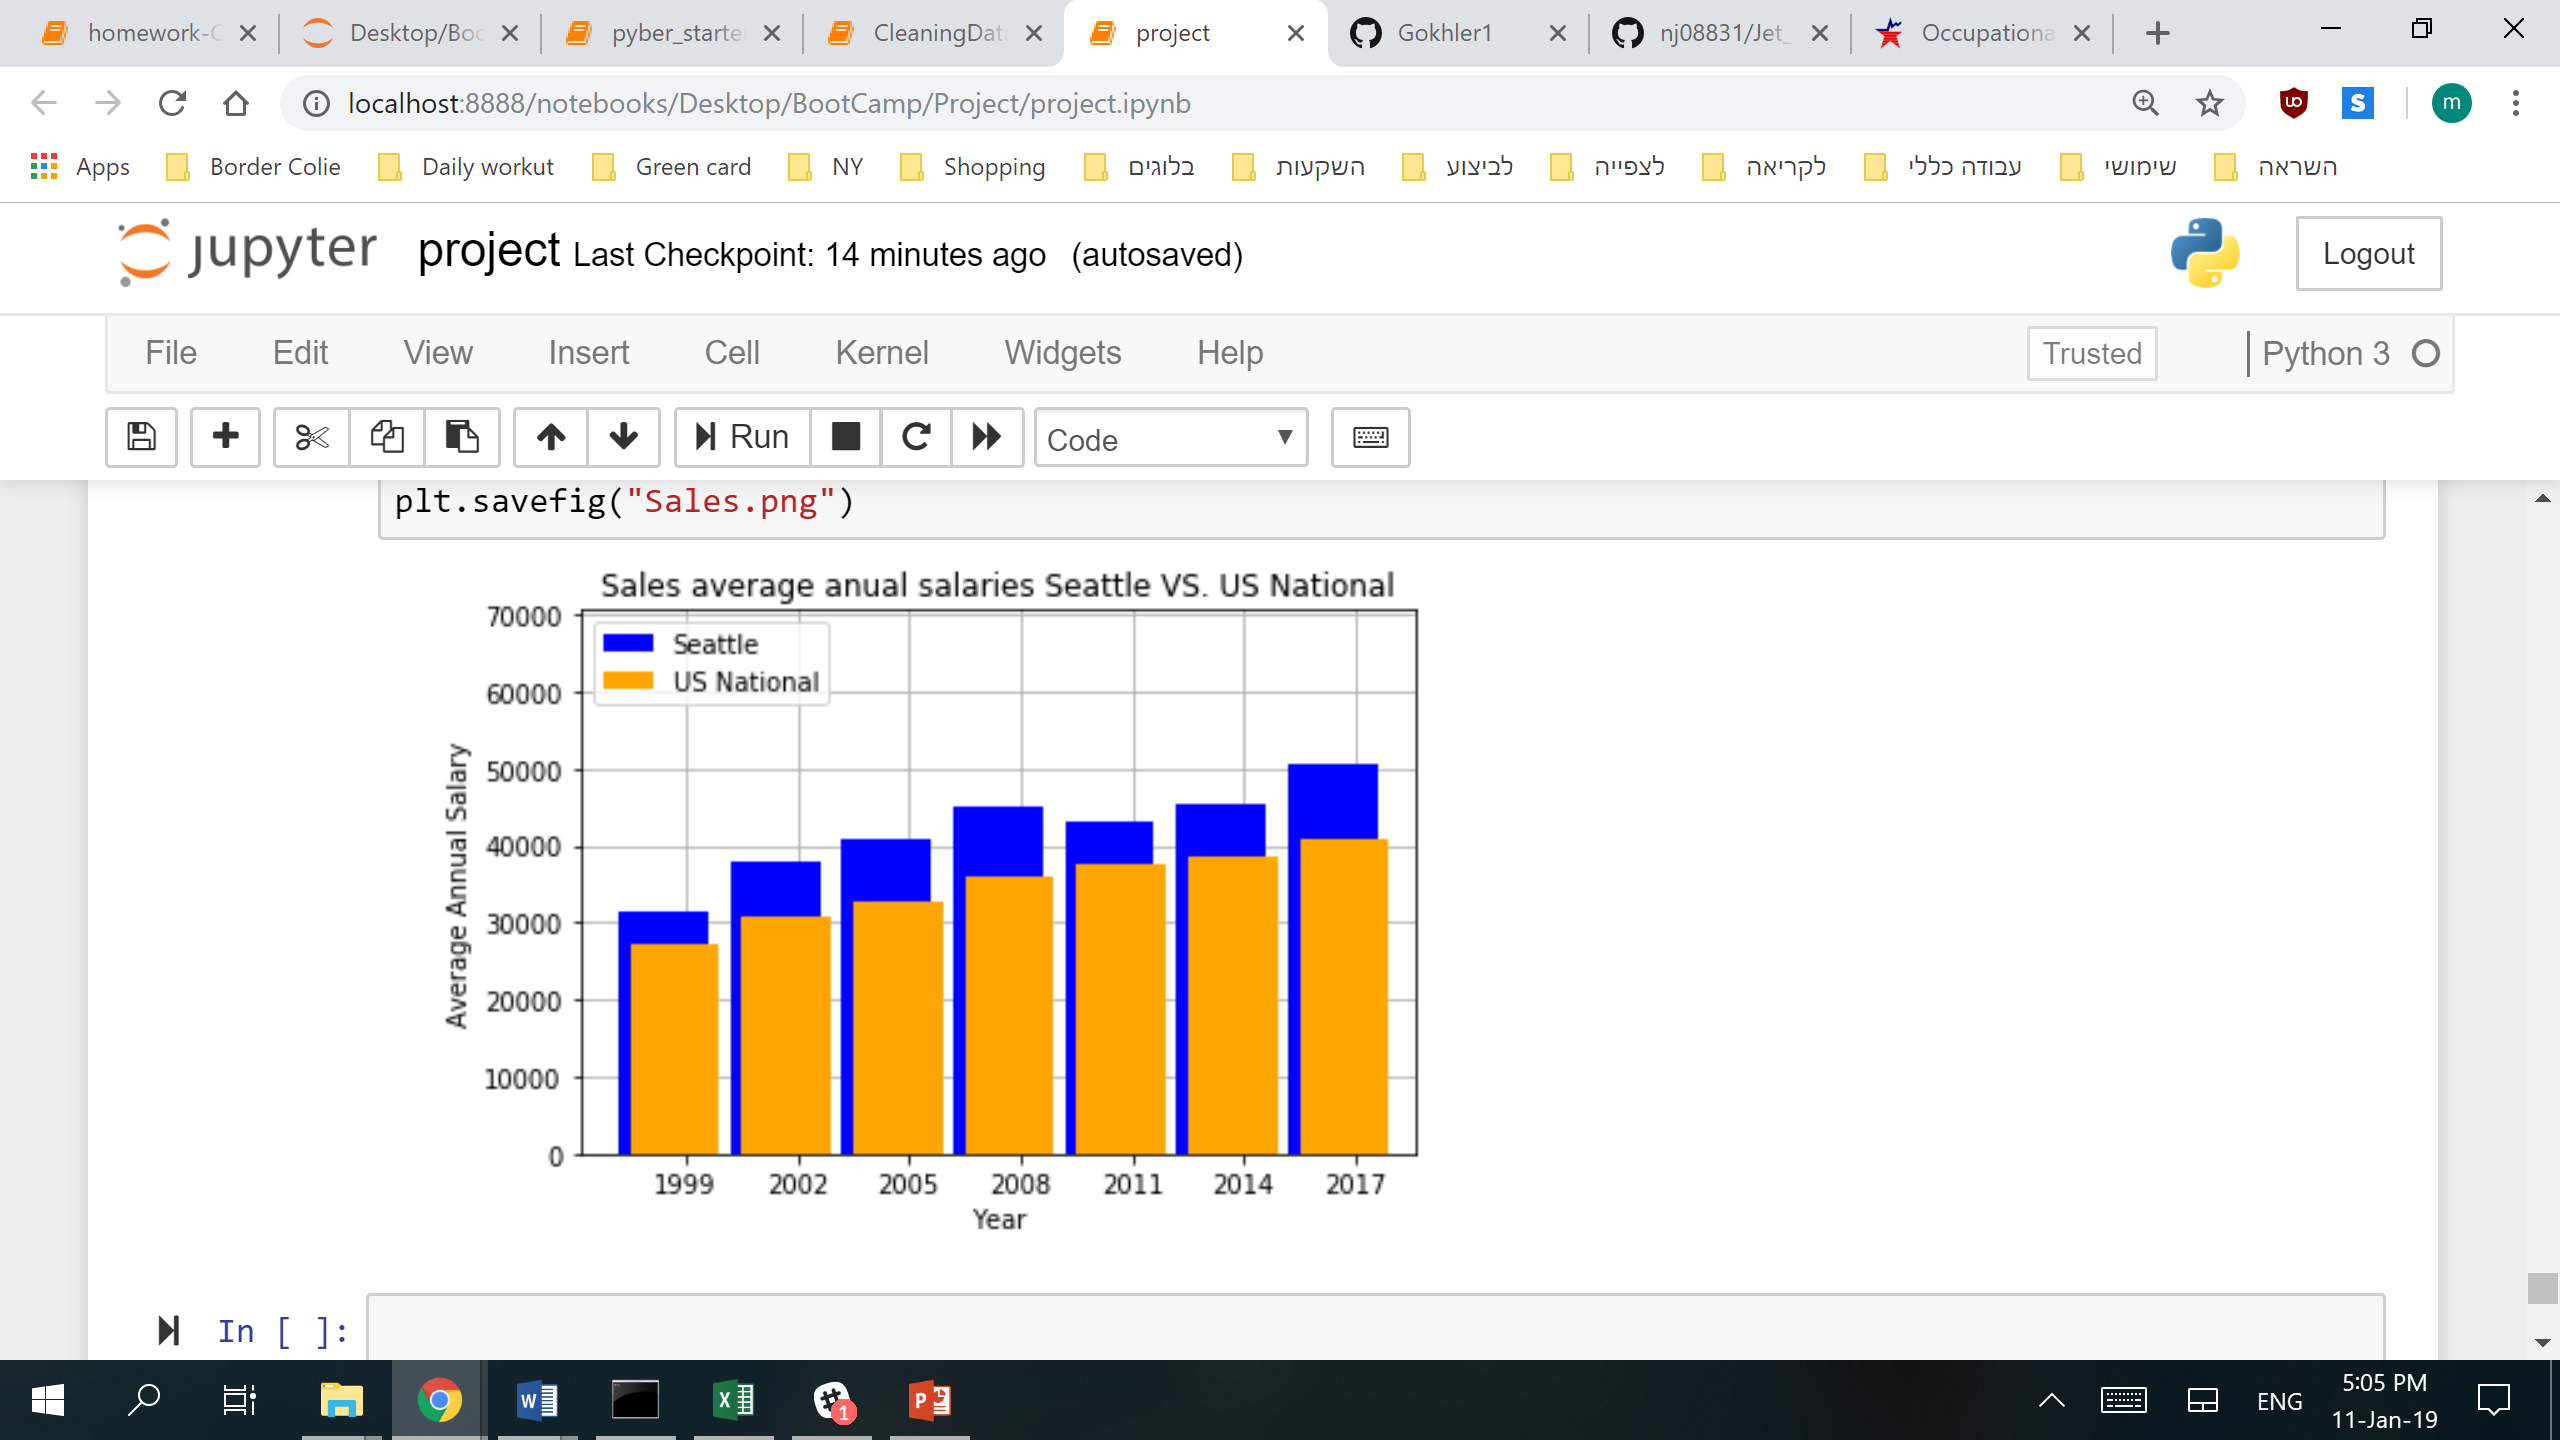 homework-C Desktop/Boo pyber_starte CleaningData project Gokhler1 nj08831/Jet_ Occupationa
localhost:8888/notebooks/Desktop/BootCamp/Project/project.ipynb
S m
Apps Border Colie Daily workut Green card NY Shopping בלוגים השקעות לביצוע לצפייה לקריאה עבודה כללי שימושי השראה
jupyter project Last Checkpoint: 14 minutes ago (autosaved) Logout
File Edit View Insert Cell Kernel Widgets Help Trusted Python 3
Run Code
plt.savefig("Sales.png")
Sales average anual salaries Seattle VS. US National
70000
60000
50000
40000
30000
20000
10000
0
Average Annual Salary
Seattle
US National
1999 2002 2005 2008 2011 2014 2017
Year
In [ ]:
1
ENG
5:05 PM
11-Jan-19